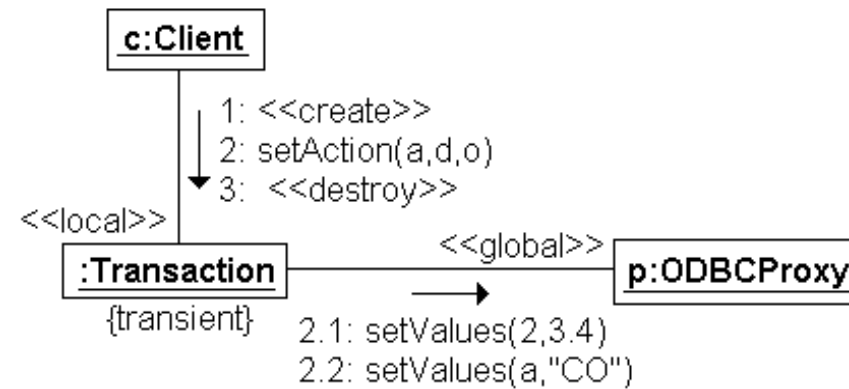 c:Client
1: <<create>>
2: setAction(a,d,o)
3: <<destroy>>
<<local>>
<<global>>
:Transaction
p:ODBCProxy
{transient}
2.1: setValues(2,3.4)
2.2: setValues(a,"CO")